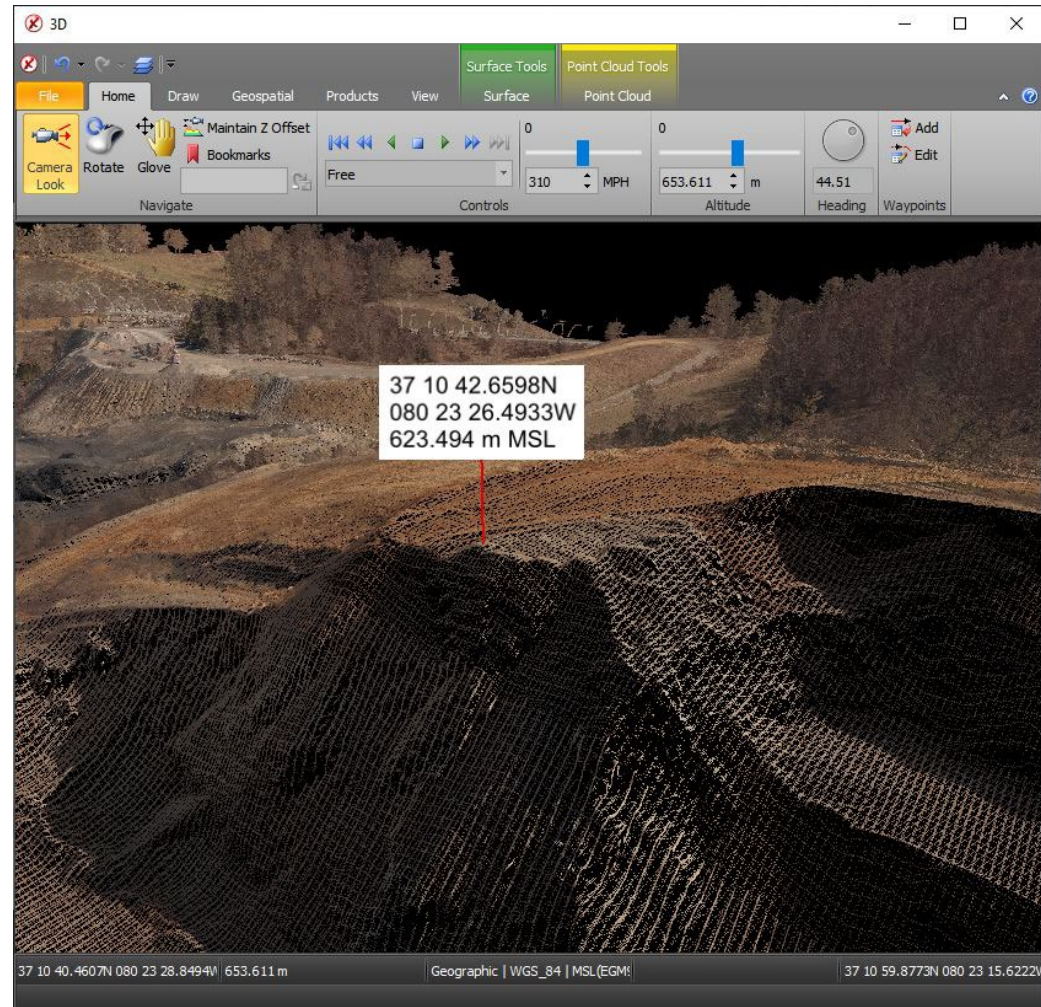 3D
Surface Tools Point Cloud Tools
File Home Draw Geospatial Products View Surface Point Cloud
Camera Look
Rotate
Glove
Maintain Z Offset
Bookmarks
Navigate
Free
0
310 MPH
Controls
0
653.611 m
Altitude
44.51
Heading
Add
Edit
Waypoints
37 10 42.6598N
080 23 26.4933W
623.494 m MSL
37 10 40.4607N 080 23 28.8494W 653.611 m Geographic | WGS_84 | MSL(EGM 37 10 59.8773N 080 23 15.6222